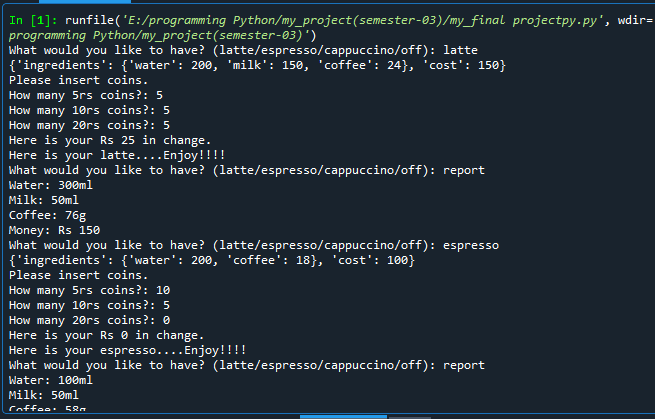 In [1]: runfile('E:/programming Python/my_project(semester-03)/my_final projectpy.py', wdir=
programming Python/my_project(semester-03)')
What would you like to have? (latte/espresso/cappuccino/off): latte
{'ingredients': {'water': 200, 'milk': 150, 'coffee': 24}, 'cost': 150}
Please insert coins.
How many 5rs coins?: 5
How many 10rs coins?: 5
How many 20rs coins?: 5
Here is your Rs 25 in change.
Here is your latte....Enjoy!!!!
What would you like to have? (latte/espresso/cappuccino/off): report
Water: 300ml
Milk: 50ml
Coffee: 76g
Money: Rs 150
What would you like to have? (latte/espresso/cappuccino/off): espresso
{'ingredients': {'water': 200, 'coffee': 18}, 'cost': 100}
Please insert coins.
How many 5rs coins?: 10
How many 10rs coins?: 5
How many 20rs coins?: 0
Here is your Rs 0 in change.
Here is your espresso....Enjoy!!!!
What would you like to have? (latte/espresso/cappuccino/off): report
Water: 100ml
Milk: 50ml
Coffee: 58g